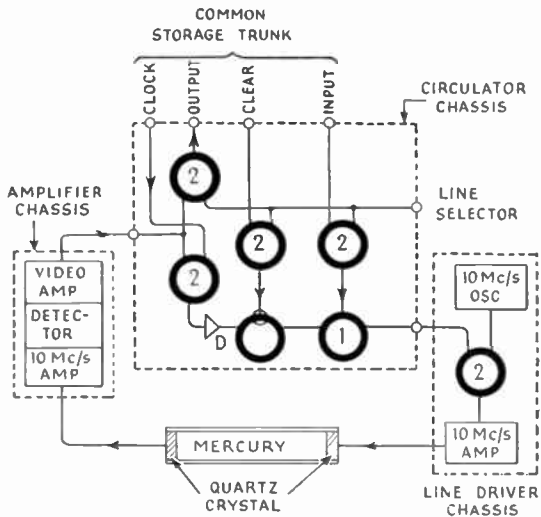 COMMON
STORAGE TRUNK
CLOCK
OUTPUT
CLEAR
INPUT
CIRCULATOR
CHASSIS
2
LINE
SELECTOR
AMPLIFIER
CHASSIS
2
2
2
VIDEO
AMP
DETEC-
TOR
10 Mc/s
AMP
D
1
10 Mc/s
OSC
2
10 Mc/s
AMP
MERCURY
QUARTZ
CRYSTAL
LINE DRIVER
CHASSIS